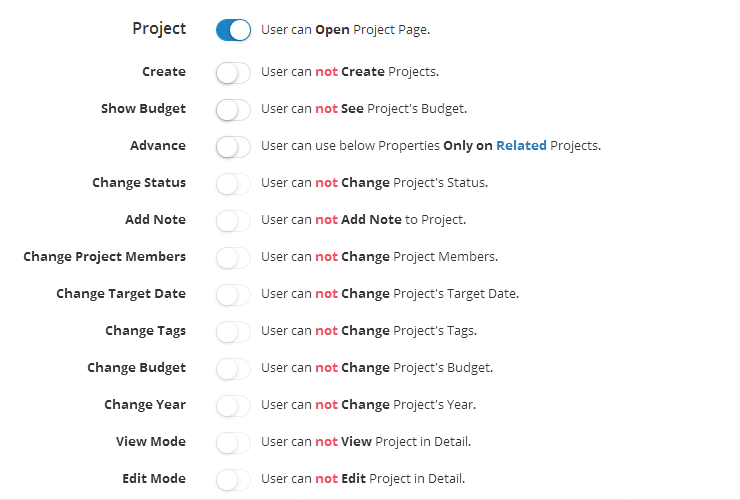 Project User can Open Project Page.
Create User can not Create Projects.
Show Budget User can not See Project's Budget.
Advance User can use below Properties Only on Related Projects.
Change Status User can not Change Project's Status.
Add Note User can not Add Note to Project.
Change Project Members User can not Change Project Members.
Change Target Date User can not Change Project's Target Date.
Change Tags User can not Change Project's Tags.
Change Budget User can not Change Project's Budget.
Change Year User can not Change Project's Year.
View Mode User can not View Project in Detail.
Edit Mode User can not Edit Project in Detail.